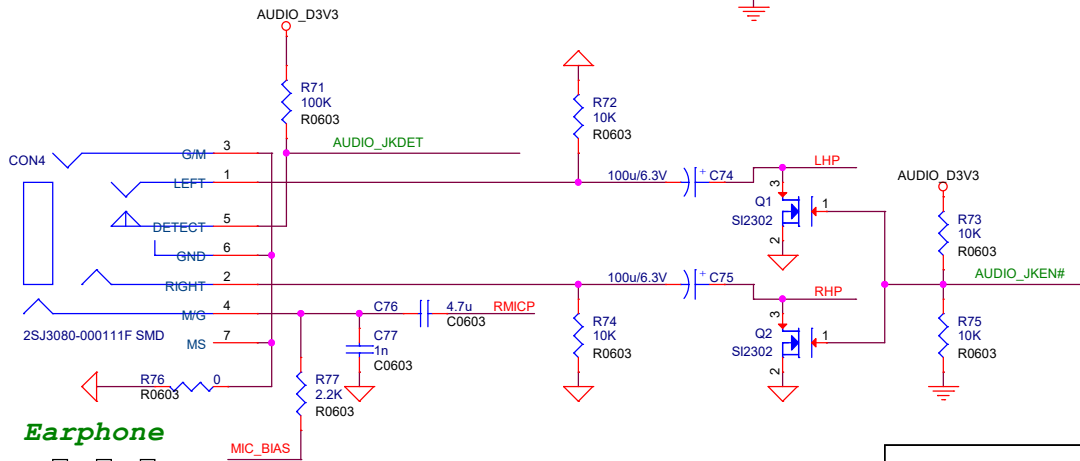 AUDIO_D3V3
R71
100K
R0603
R72
10K
R0603
AUDIO_JKDET
CON4
G/M 3
LEFT 1
DETECT 5
GND 6
RIGHT 2
M/G 4
MS 7
2SJ3080-000111F SMD
100u/6.3V + C74
LHP
3
Q1
SI2302
1
2
AUDIO_D3V3
R73
10K
R0603
AUDIO_JKEN#
100u/6.3V + C75
RHP
3
Q2
SI2302
1
2
R75
10K
R0603
C76 4.7u
C0603
RMICP
C77
1n
C0603
R74
10K
R0603
R76 0
R0603
R77
2.2K
R0603
Earphone
MIC_BIAS